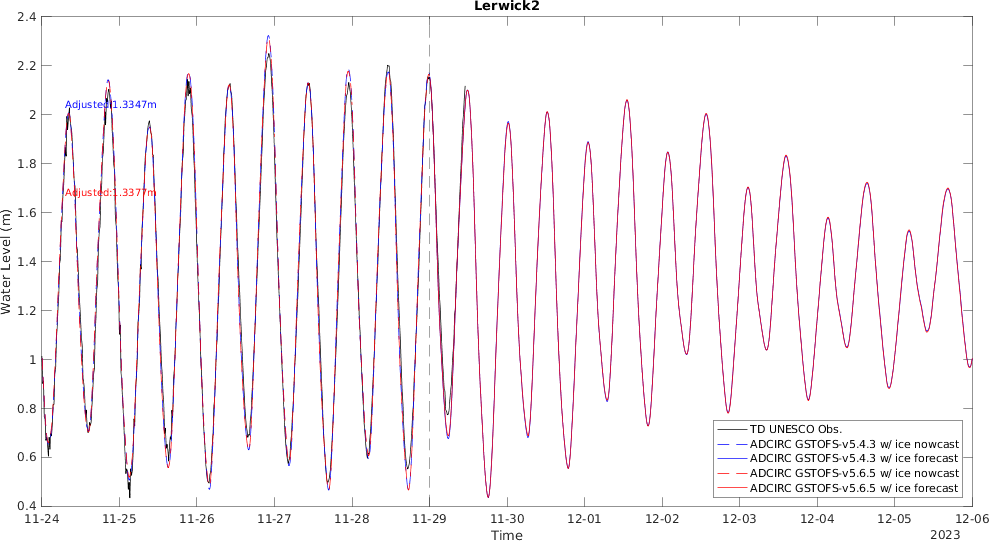 Lerwick2
2.4
2.2
2
1.8
1.6
1.4
1.2
1
0.8
0.6
0.4
Water Level (m)
Adjusted:1.3347m
Adjusted:1.3377m
TD UNESCO Obs.
ADCIRC GSTOFS-v5.4.3 w/ ice nowcast
ADCIRC GSTOFS-v5.4.3 w/ ice forecast
ADCIRC GSTOFS-v5.6.5 w/ ice nowcast
ADCIRC GSTOFS-v5.6.5 w/ ice forecast
11-24 11-25 11-26 11-27 11-28 11-29 11-30 12-01 12-02 12-03 12-04 12-05 12-06
Time
2023